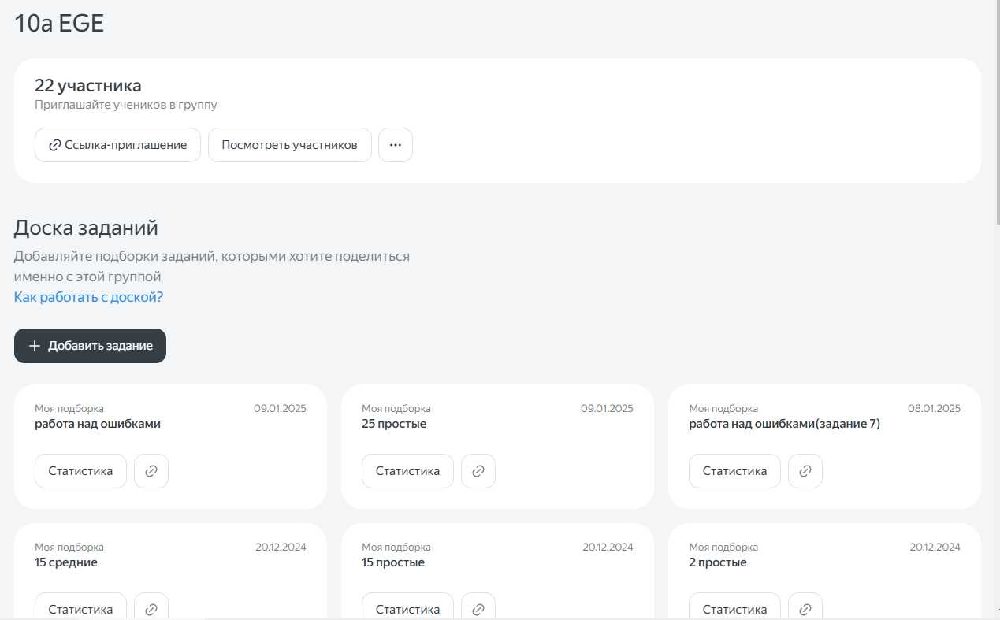 10a EGE
22 участника
Приглашайте учеников в группу
Ссылка-приглашение
Посмотреть участников
Доска заданий
Добавляйте подборки заданий, которыми хотите поделиться
именно с этой группой
Как работать с доской?
Добавить задание
Моя подборка 09.01.2025
работа над ошибками
Статистика
Моя подборка 09.01.2025
25 простые
Статистика
Моя подборка 08.01.2025
работа над ошибками(задание 7)
Статистика
Моя подборка 20.12.2024
15 средние
Статистика
Моя подборка 20.12.2024
15 простые
Статистика
Моя подборка 20.12.2024
2 простые
Статистика